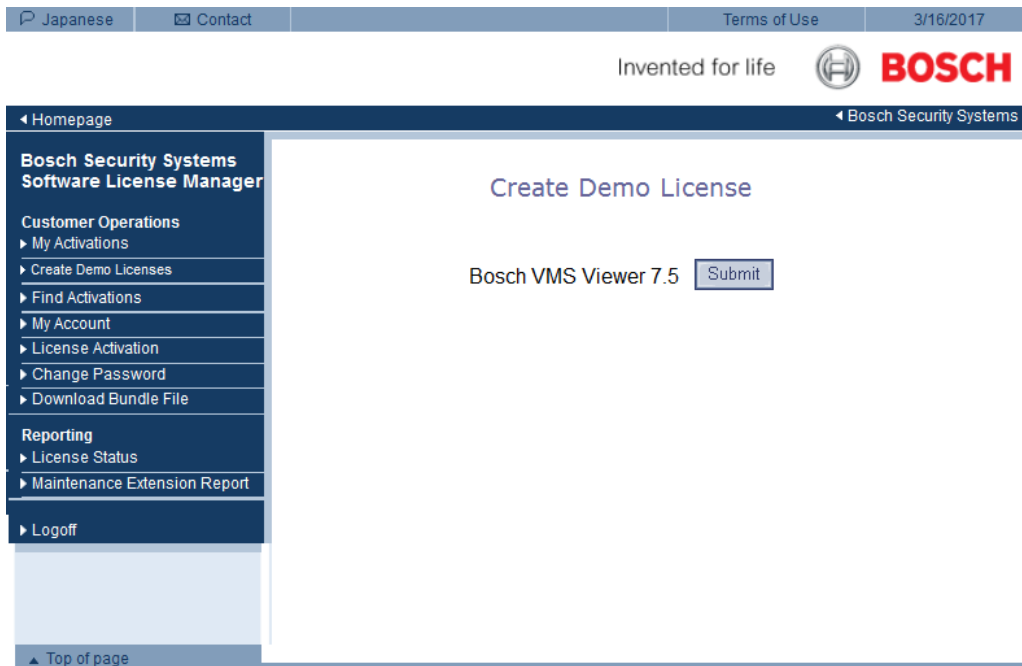 Japanese
Contact
Terms of Use
3/16/2017
Invented for life
BOSCH
Homepage
Bosch Security Systems
Bosch Security Systems
Software License Manager
Customer Operations
My Activations
Create Demo Licenses
Find Activations
My Account
License Activation
Change Password
Download Bundle File
Reporting
License Status
Maintenance Extension Report
Logoff
Create Demo License
Bosch VMS Viewer 7.5 Submit
Top of page